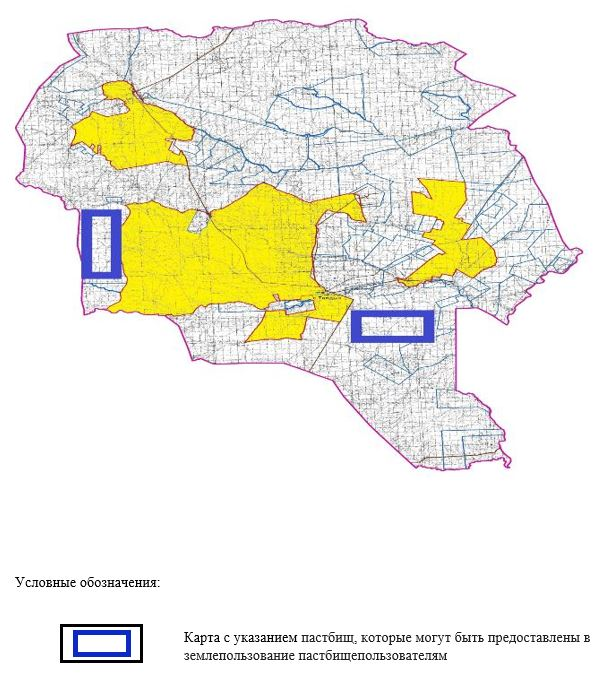 Условные обозначения:
Карта с указанием пастбищ, которые могут быть предоставлены в
землепользование пастбищепользователям